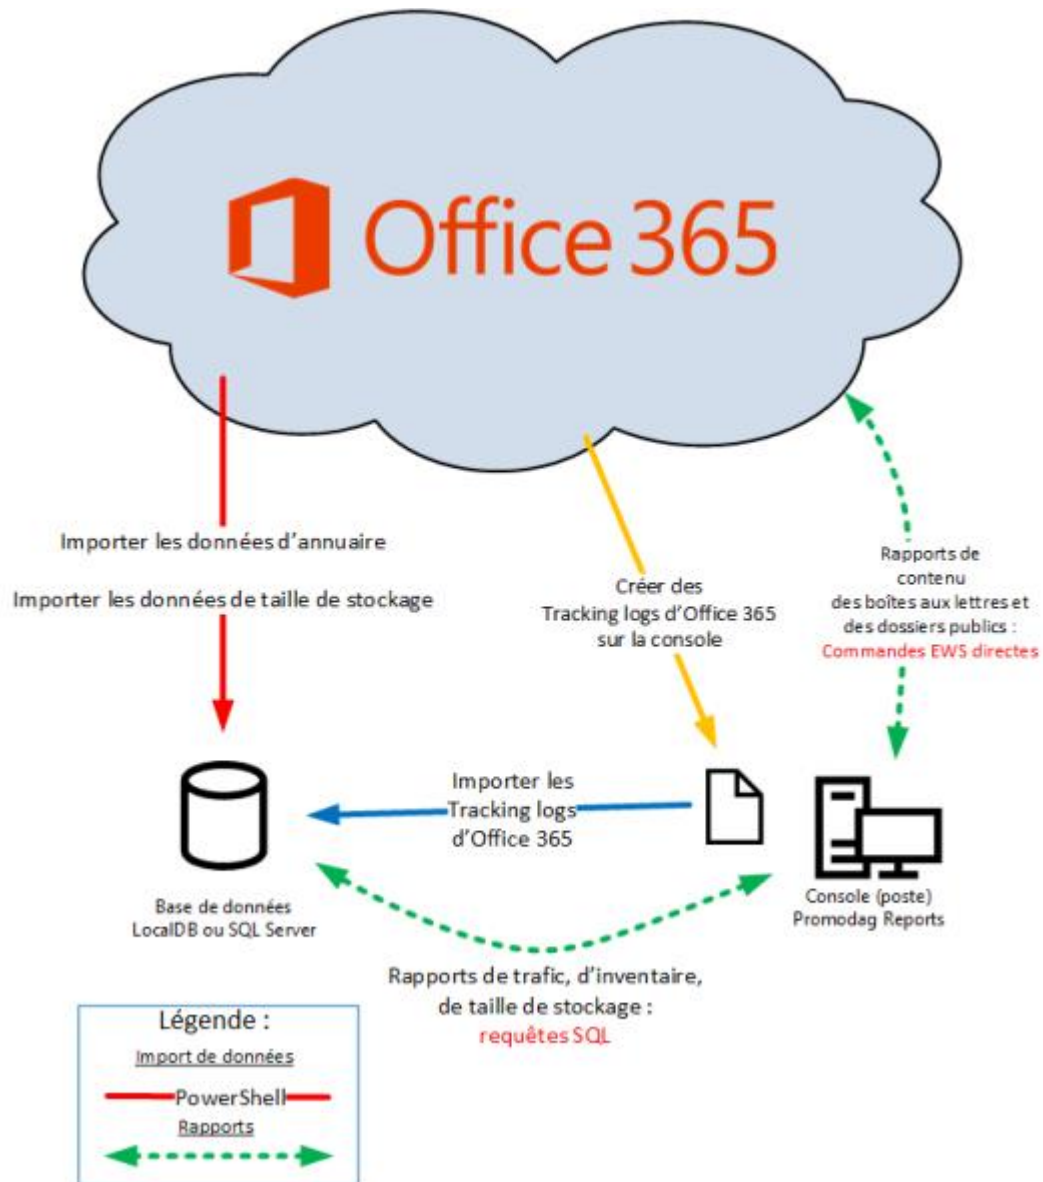 Office 365
Importer les données d'annuaire
Importer les données de taille de stockage
Créer des
Tracking logs d'Office 365
sur la console
Rapports de
contenu
des boîtes aux lettres et
des dossiers publics :
Commandes EWS directes
Importer les
Tracking logs
d'Office 365
Base de données
LocalDB ou SQL Server
Console (poste)
Promodag Reports
Rapports de trafic, d'inventaire,
de taille de stockage :
requêtes SQL
Légende :
Import de données
PowerShell
Rapports